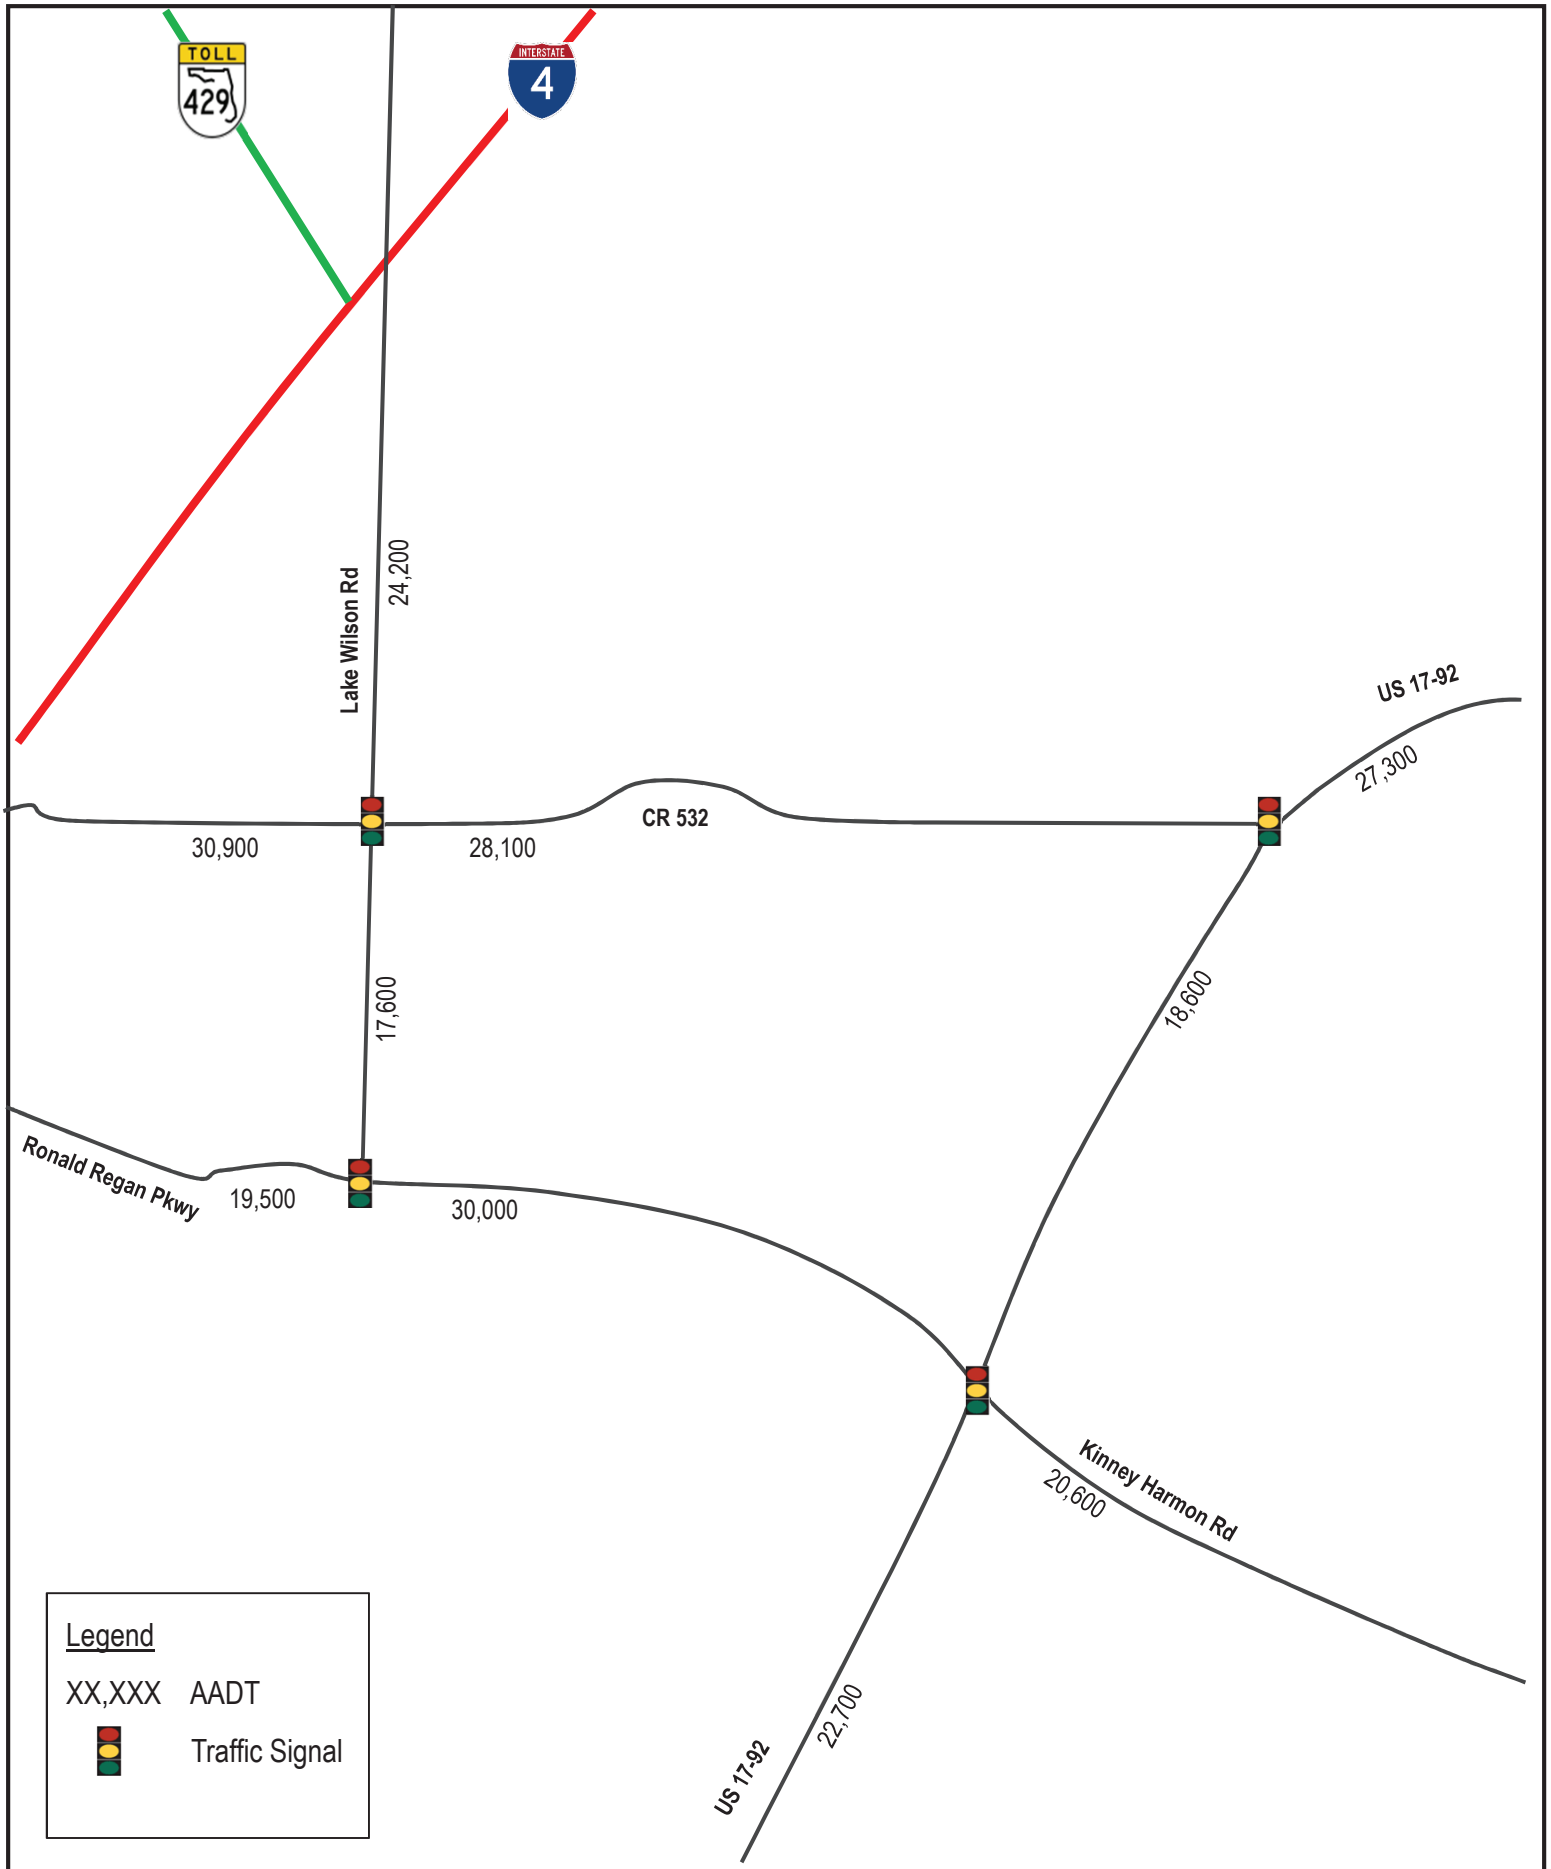 TOLL
429
INTERSTATE
4
Lake Wilson Rd
24,200
US 17-92
27,300
30,900
28,100
CR 532
17,600
18,600
Ronald Regan Pkwy
19,500
30,000
Kinney Harmon Rd
20,600
22,700
US 17-92
Legend
XX,XXX AADT
Traffic Signal